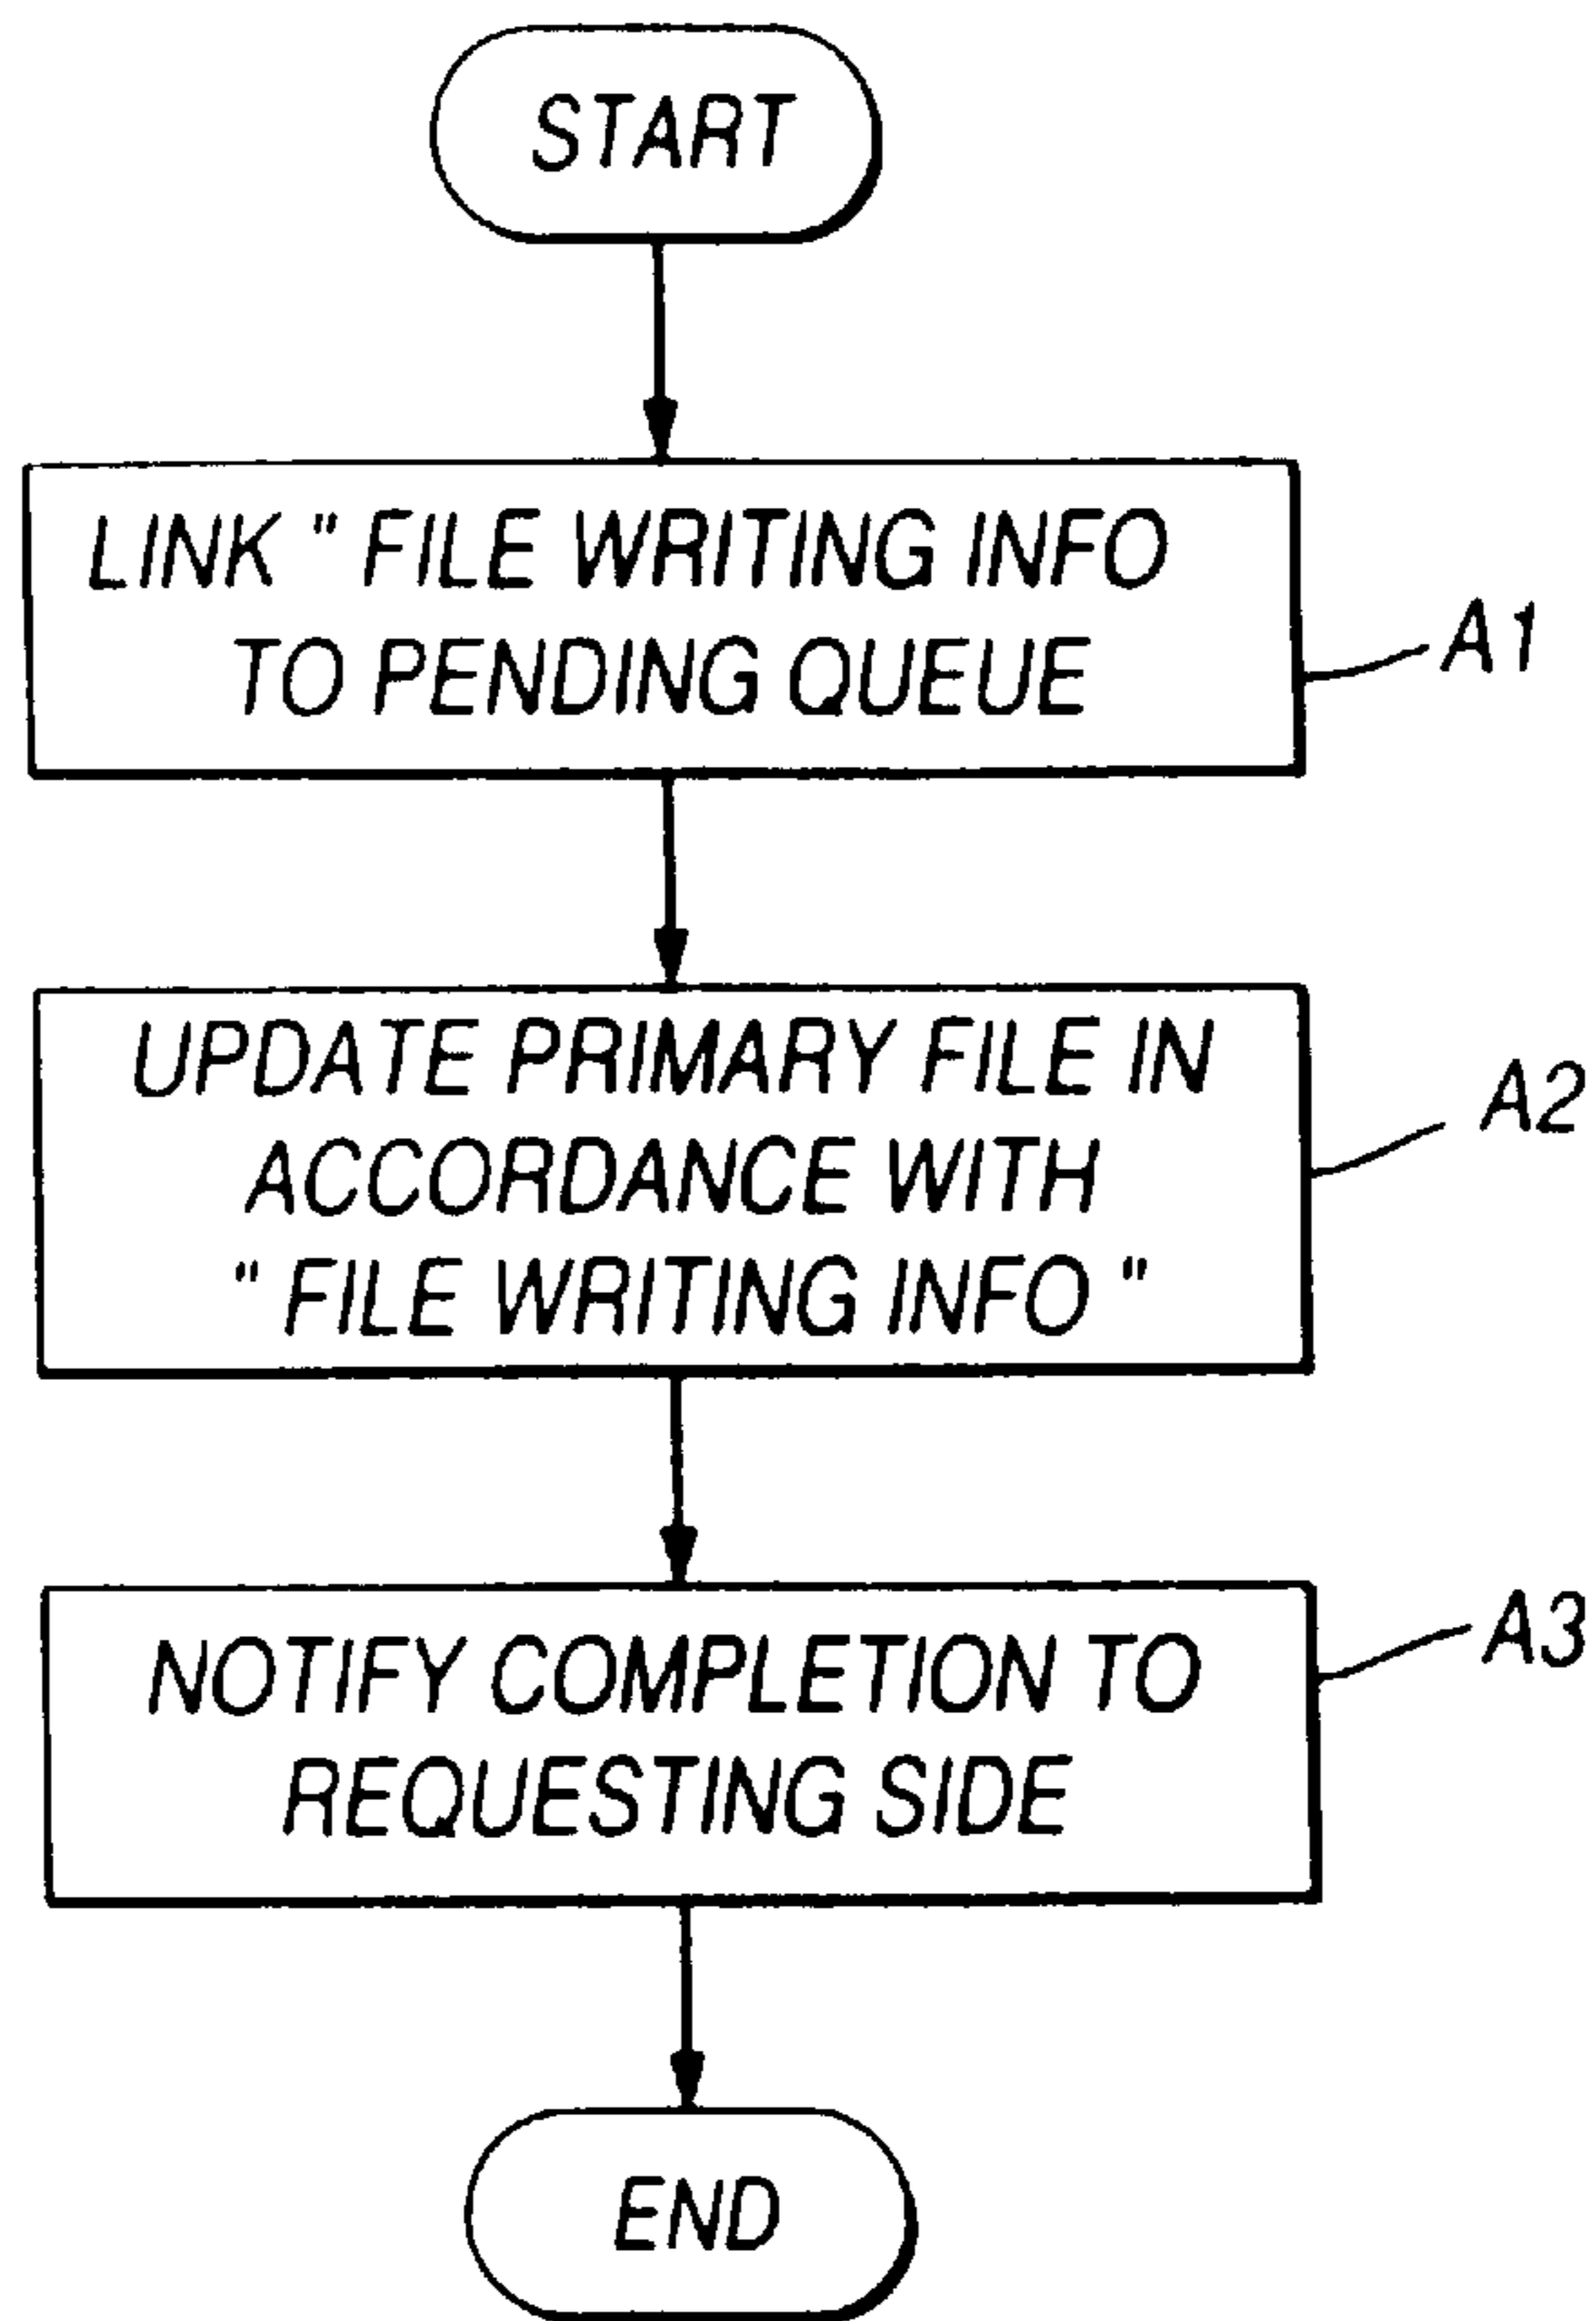 START
LINK " FILE WRITING INFO
TO PENDING QUEUE
A1
UPDATE PRIMARY FILE IN
ACCORDANCE WITH
" FILE WRITING INFO "
A2
NOTIFY COMPLETION TO
REQUESTING SIDE
A3
END